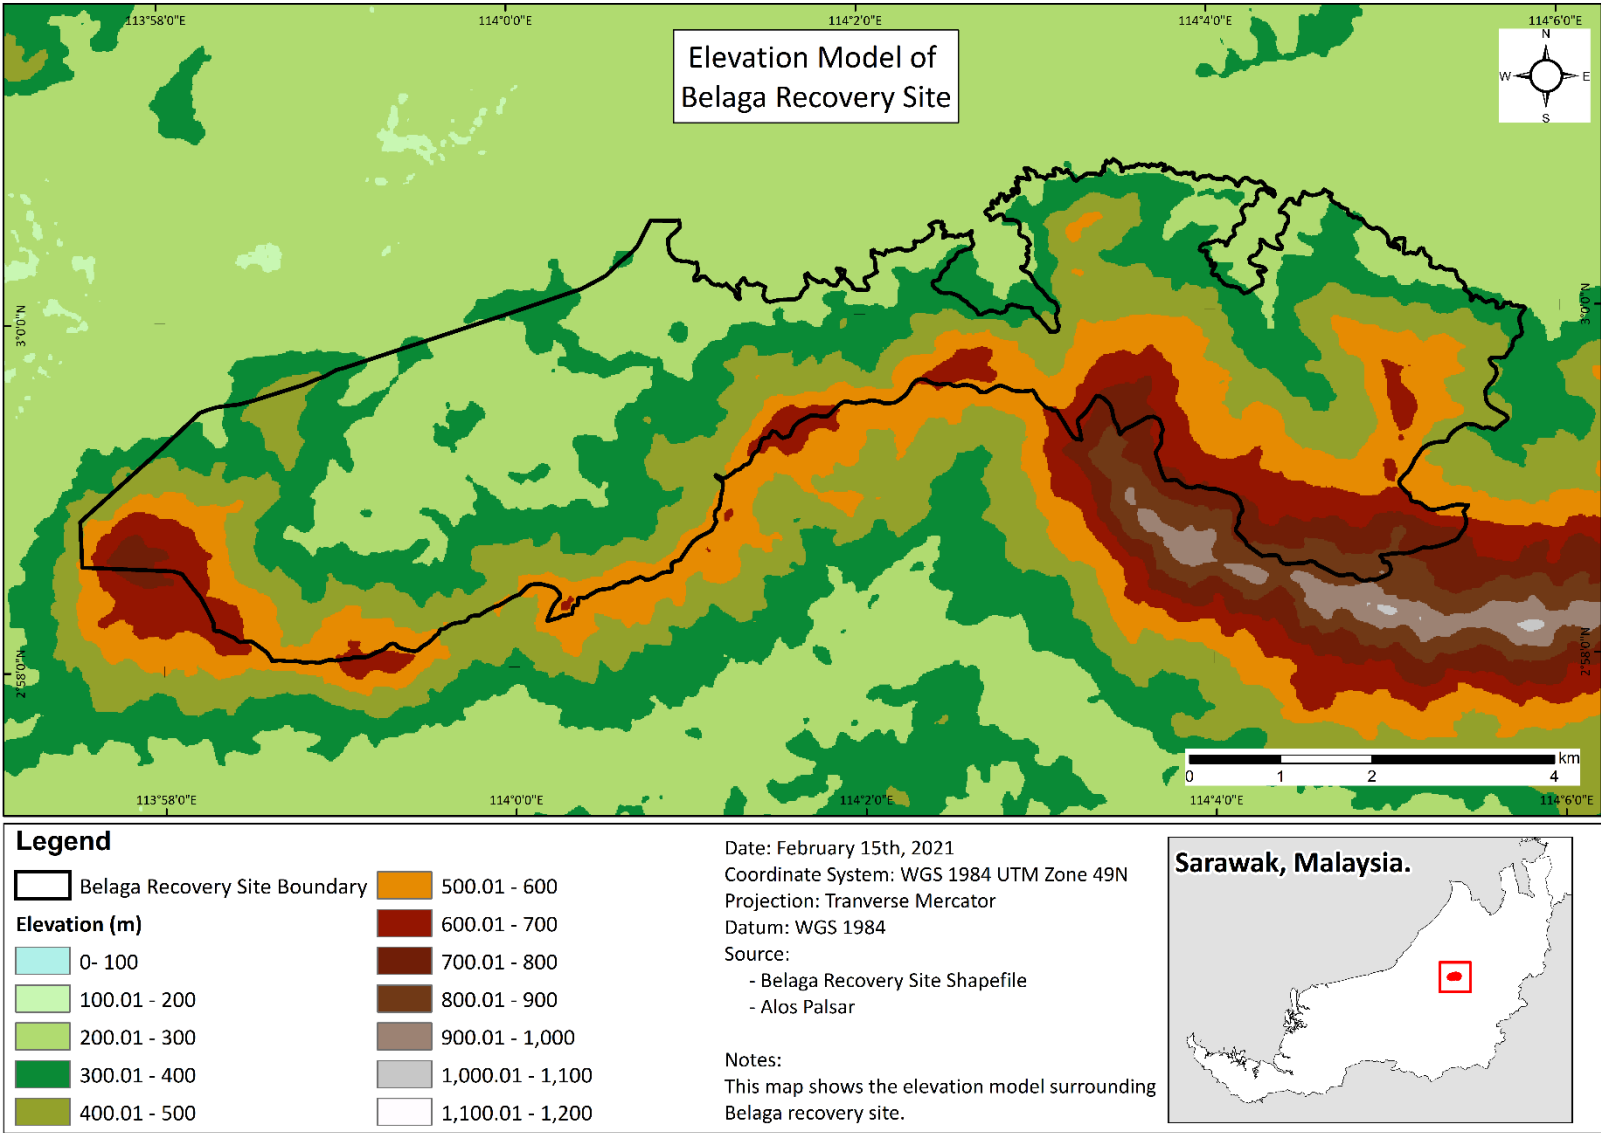 113°58'0"E
114°0'0"E
114°2'0"E
114°4'0"E
114°6'0"E
Elevation Model of
Belaga Recovery Site
N
W
E
S
3°0'0"N
3°0'0"N
2°58'0"N
2°58'0"N
km
0
1
2
4
113°58'0"E
114°0'0"E
114°2'0"E
114°4'0"E
114°6'0"E
Legend
Belaga Recovery Site Boundary
Elevation (m)
0- 100
100.01 - 200
200.01 - 300
300.01 - 400
400.01 - 500
500.01 - 600
600.01 - 700
700.01 - 800
800.01 - 900
900.01 - 1,000
1,000.01 - 1,100
1,100.01 - 1,200
Date: February 15th, 2021
Coordinate System: WGS 1984 UTM Zone 49N
Projection: Tranverse Mercator
Datum: WGS 1984
Source:
- Belaga Recovery Site Shapefile
- Alos Palsar
Notes:
This map shows the elevation model surrounding
Belaga recovery site.
Sarawak, Malaysia.